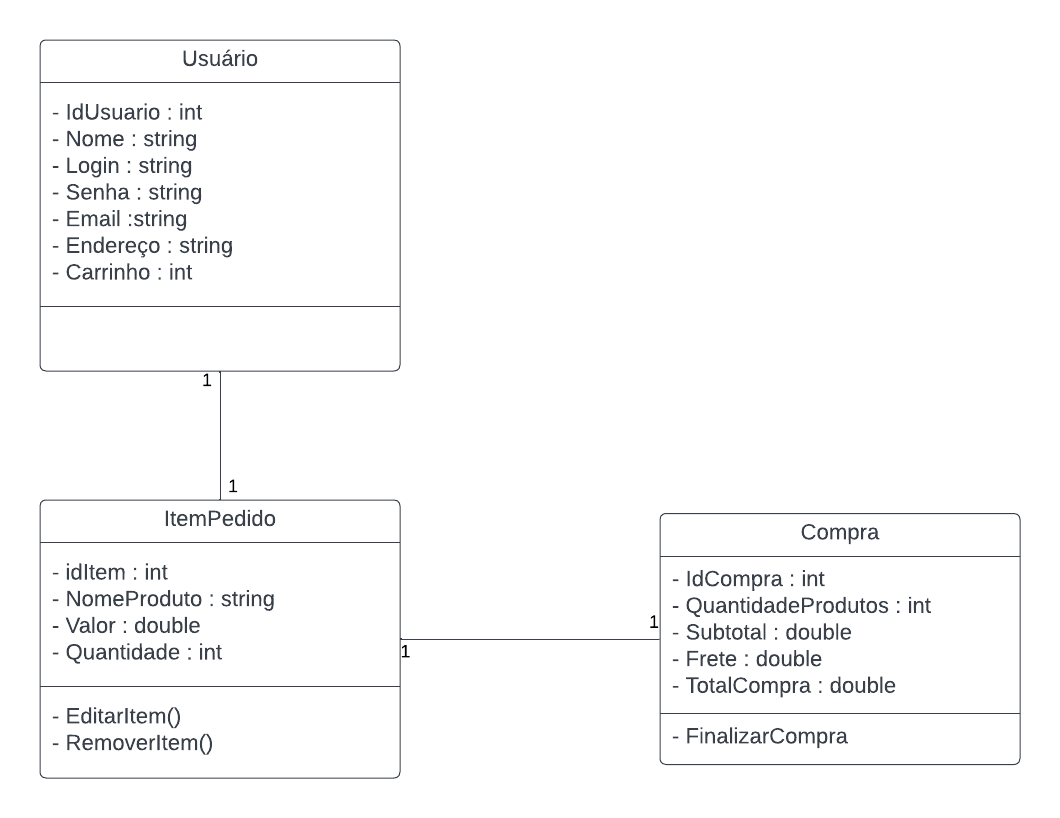 Usuário
- IdUsuario : int
- Nome : string
- Login : string
- Senha : string
- Email :string
- Endereço : string
- Carrinho : int
1
1
ItemPedido
- idItem : int
- NomeProduto : string
- Valor : double
- Quantidade : int
- EditarItem()
- RemoverItem()
1
1
Compra
- IdCompra : int
- QuantidadeProdutos : int
- Subtotal : double
- Frete : double
- TotalCompra : double
- FinalizarCompra